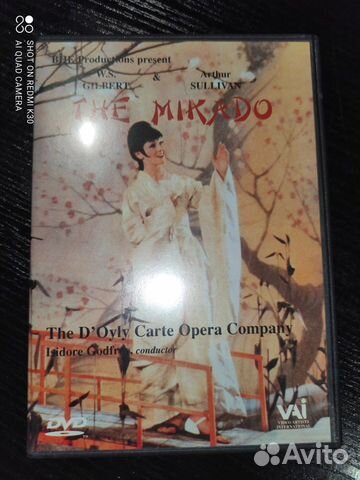 SHOT ON REDMI K30
AI QUAD CAMERA
B.H.E. Productions present
W.S. GILBERT & Arthur SULLIVAN
THE MIKADO
The D'Oyly Carte Opera Company
Isidore Godfrey, conductor
DVD
VAI
VIDEO ARTISTS
INTERNATIONAL
Avito